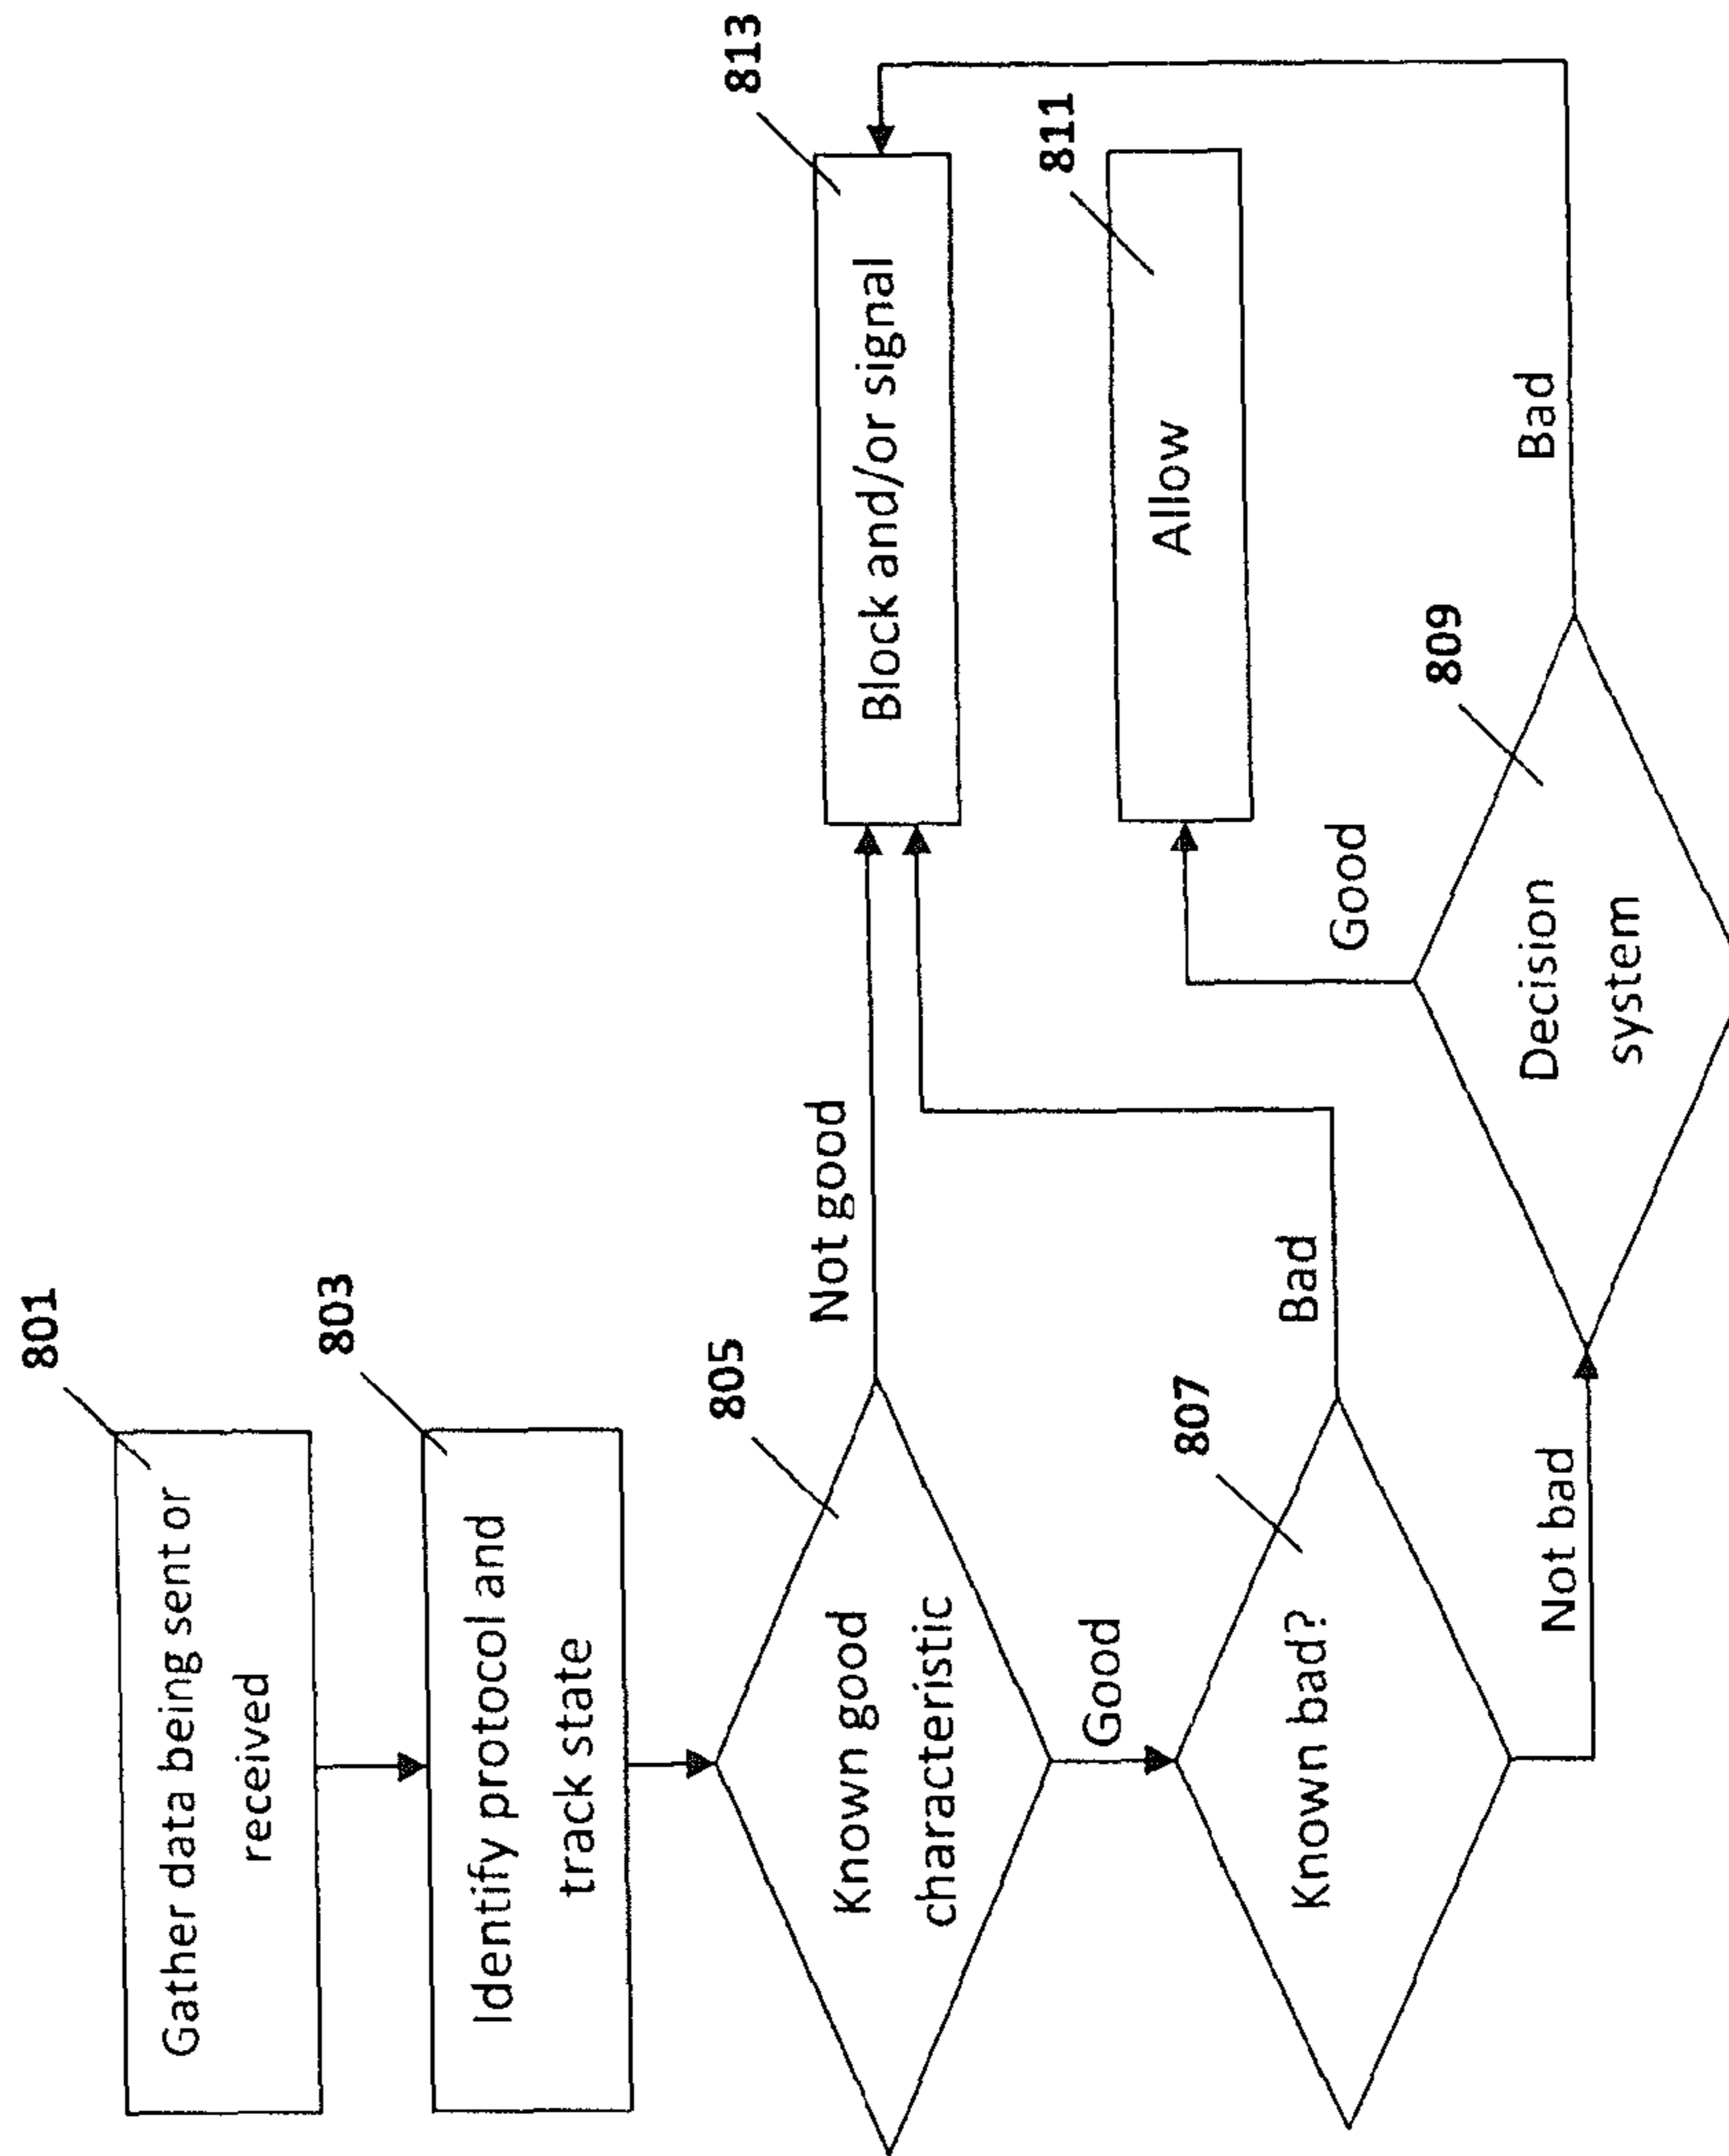 801
Gather data being sent or
received
803
Identify protocol and
track state
805
Known good
characteristic
Not good
Good
807
Known bad?
Bad
Not bad
809
Decision
system
Good
Bad
811
Allow
813
Block and/or signal